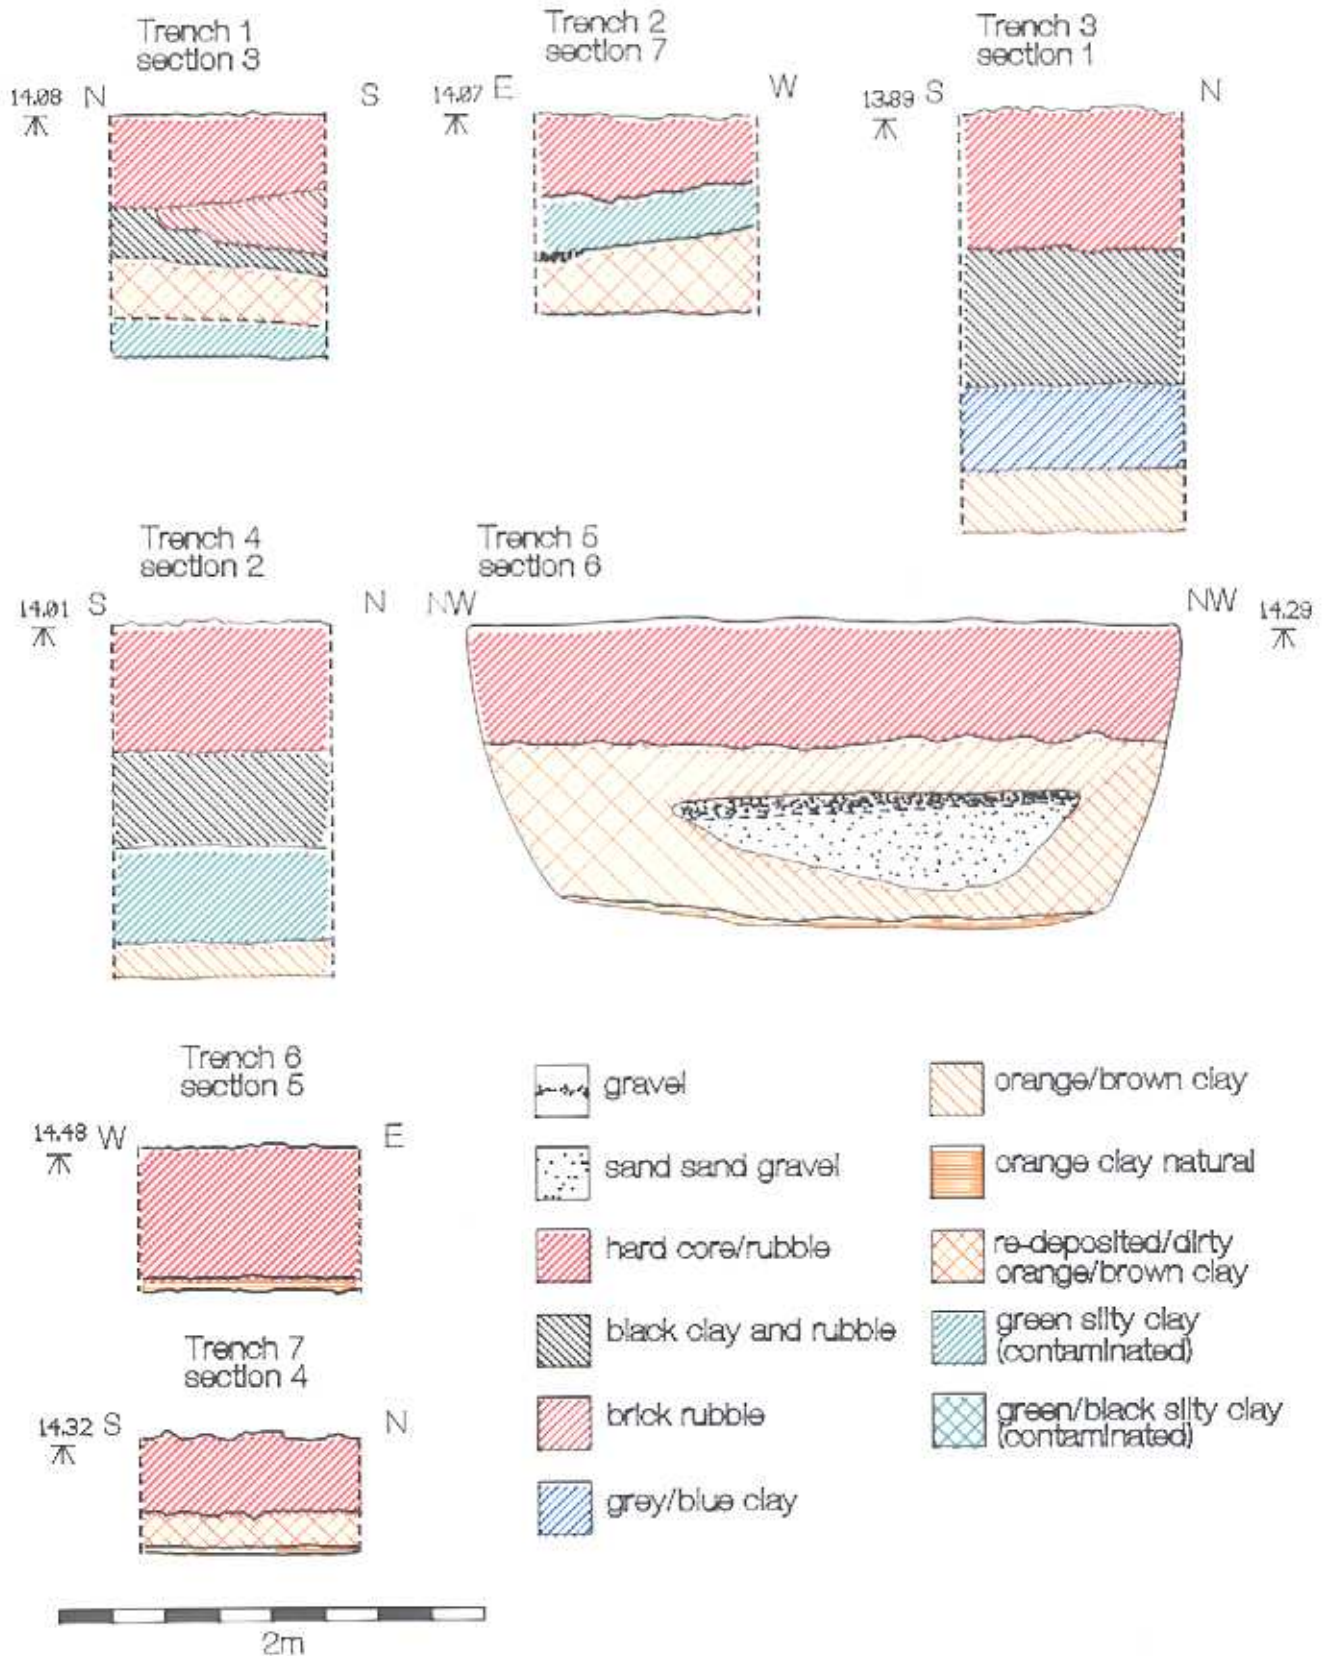 Trench 1
section 3
14.08 N S
Trench 2
section 7
14.07 E W
Trench 3
section 1
13.89 S N
Trench 4
section 2
14.01 S N
Trench 5
section 6
NW NW 14.29
Trench 6
section 5
14.48 W E
Trench 7
section 4
14.32 S N
2m
gravel
sand sand gravel
hard core/rubble
black clay and rubble
brick rubble
grey/blue clay
orange/brown clay
orange clay natural
re-deposited/dirty
orange/brown clay
green silty clay
(contaminated)
green/black silty clay
(contaminated)